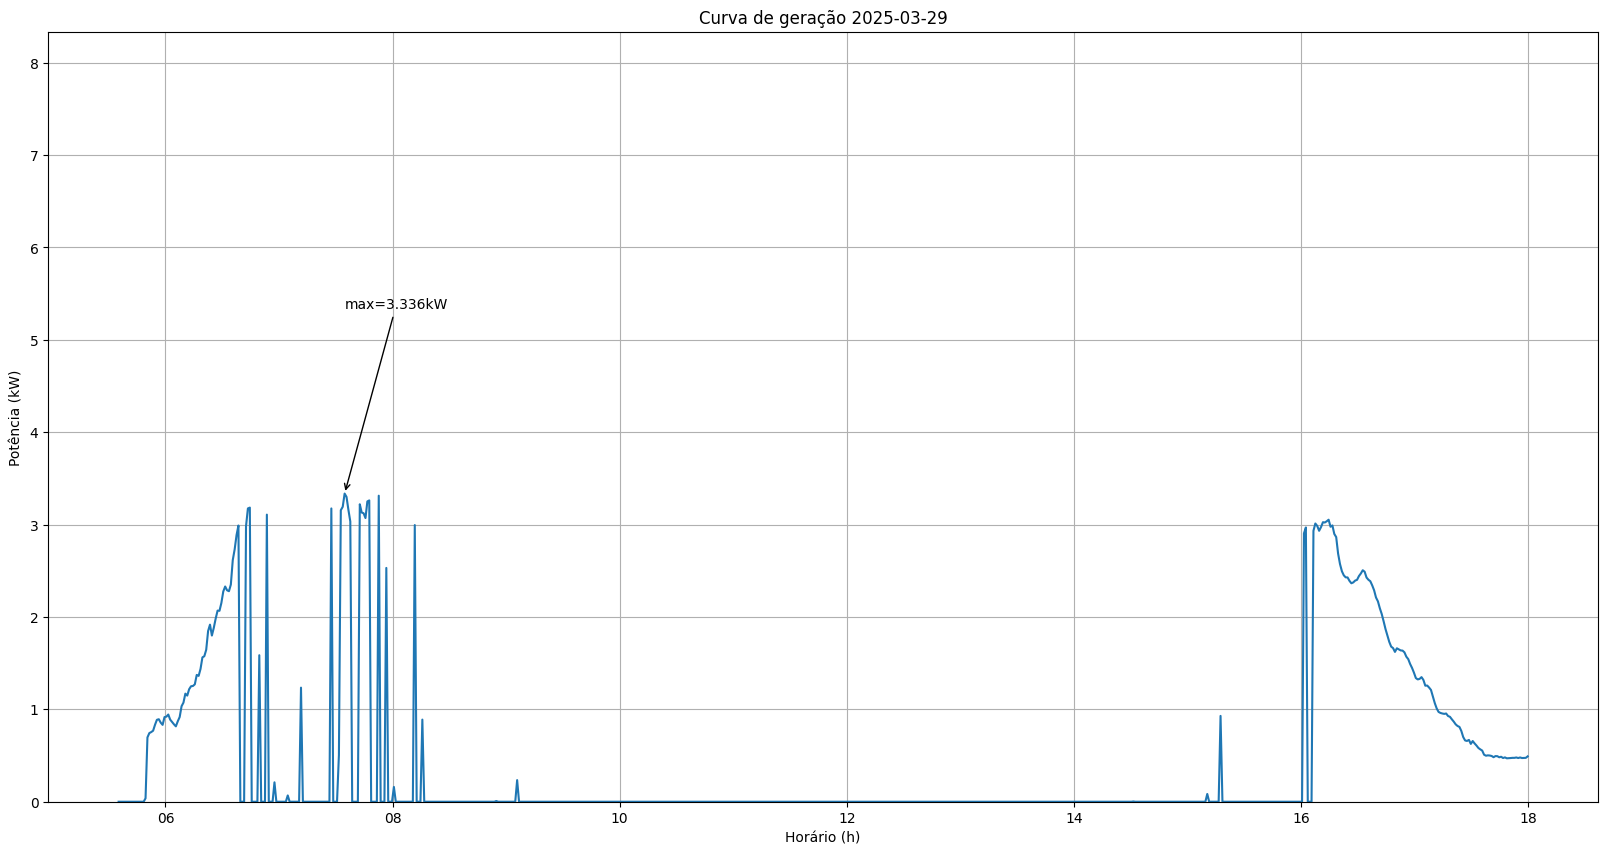 Curva de geração 2025-03-29
8
7
6
5
4
3
2
1
0
max=3.336kW
Potência (kW)
06 08 10 12 14 16 18
Horário (h)